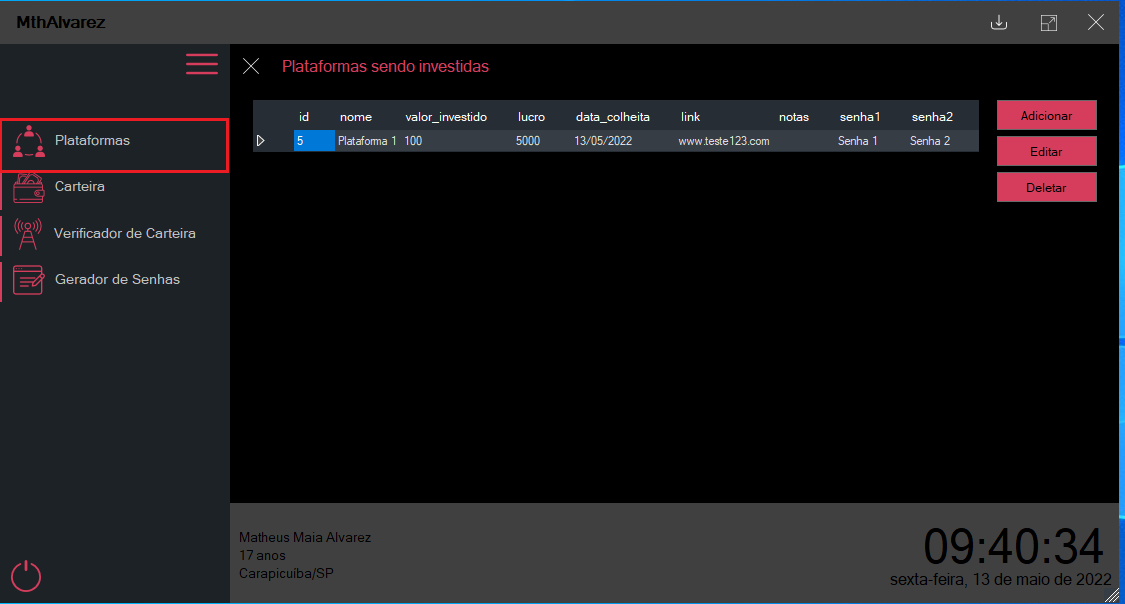 MthAlvarez
Plataformas sendo investidas
Plataformas
Carteira
Verificador de Carteira
Gerador de Senhas
id nome valor_investido lucro data_colheita link notas senha1 senha2
5 Plataforma 1 100 5000 13/05/2022 www.teste123.com Senha 1 Senha 2
Adicionar
Editar
Deletar
Matheus Maia Alvarez
17 anos
Carapicuíba/SP
09:40:34
sexta-feira, 13 de maio de 2022